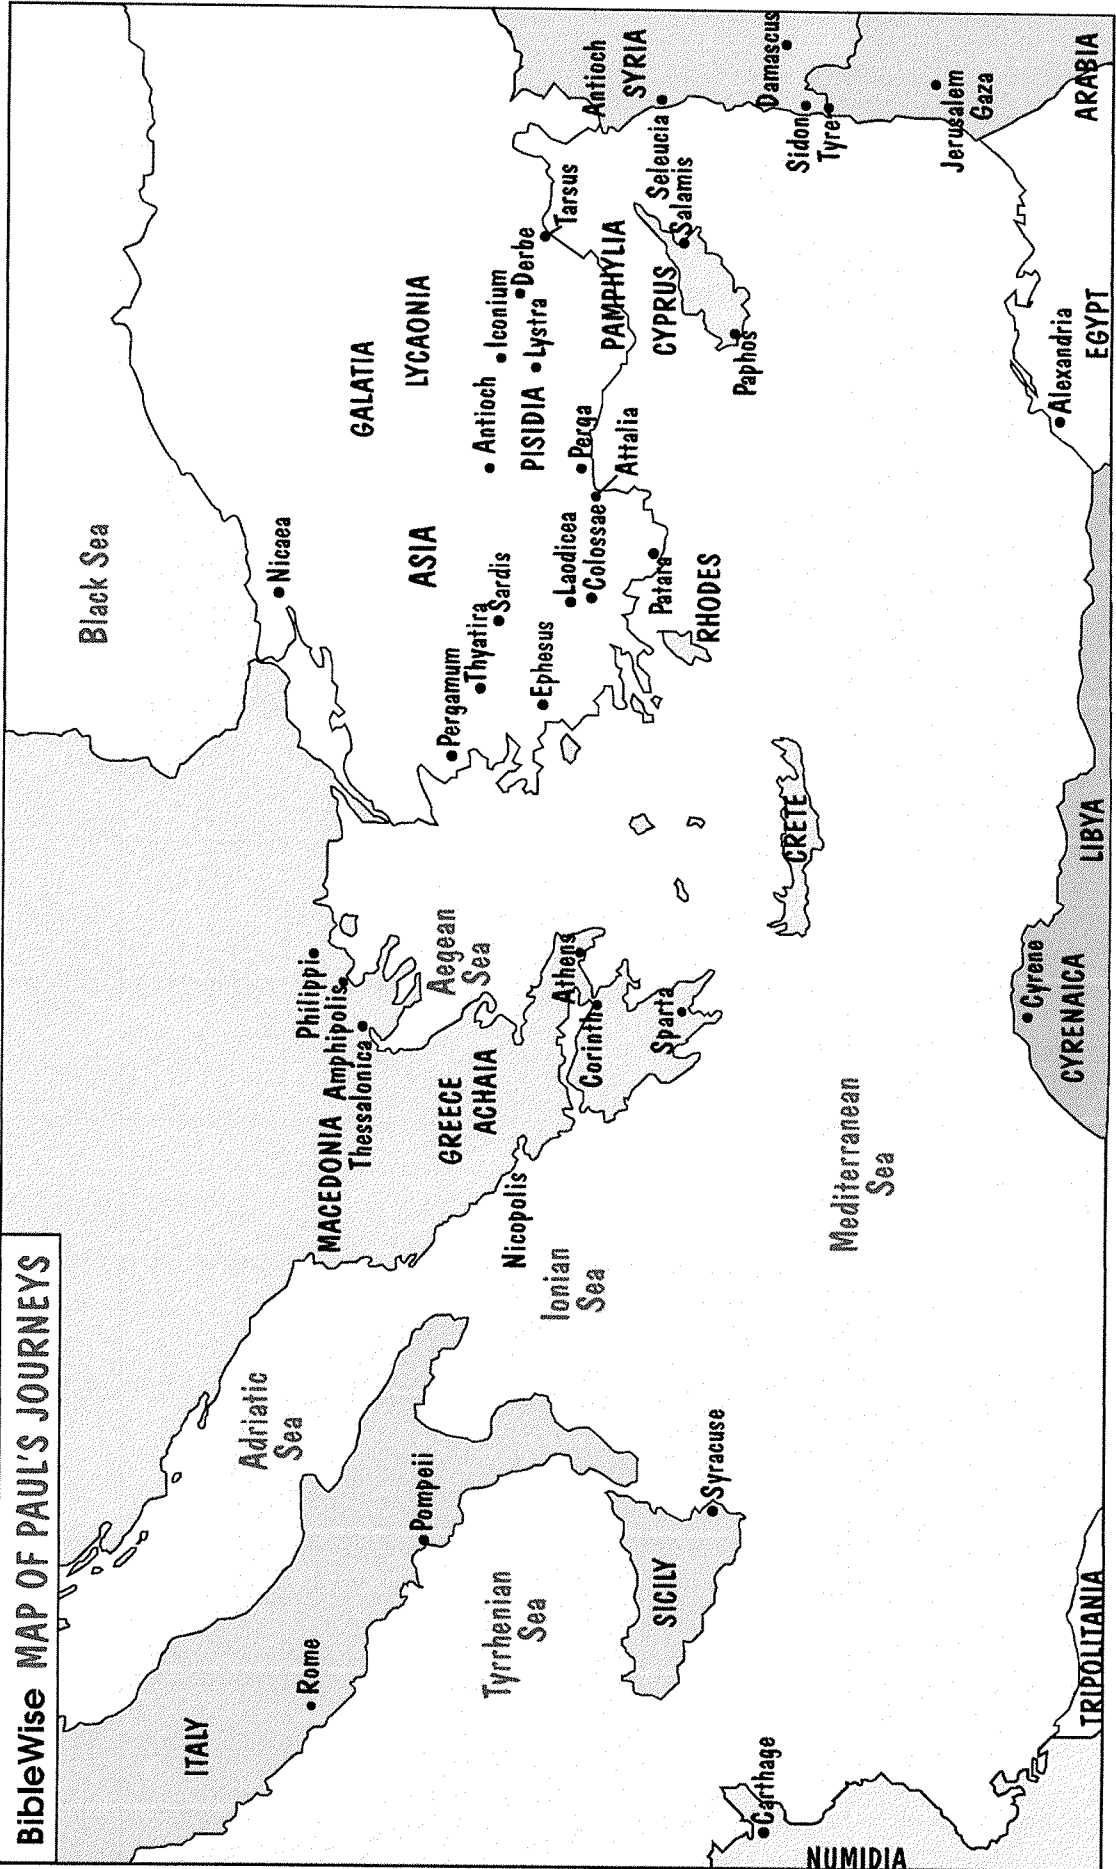 BibleWise MAP OF PAUL'S JOURNEYS
Black Sea
ITALY
Rome
Adriatic
Sea
Pompeii
Tyrrhenian
Sea
SICILY
Syracuse
Carthage
NUMIDIA
TRIPOLITANIA
Ionian
Sea
Nicopolis
MACEDONIA
Philippi
Amphipolis
Thessalonica
GREECE
ACHAIA
Aegean
Sea
Athens
Corinth
Sparta
CRETE
Mediterranean
Sea
Cyrene
CYRENAICA
LIBYA
Nicaea
ASIA
Pergamum
Thyatira
Sardis
Ephesus
Laodicea
Colossae
Patara
RHODES
GALATIA
LYCAONIA
Antioch
Iconium
PISIDIA
Lystra
Derbe
Perga
Attalia
PAMPHYLIA
Tarsus
CYPRUS
Salamis
Paphos
Antioch
SYRIA
Seleucia
Damascus
Sidon
Tyre
Jerusalem
Gaza
ARABIA
Alexandria
EGYPT